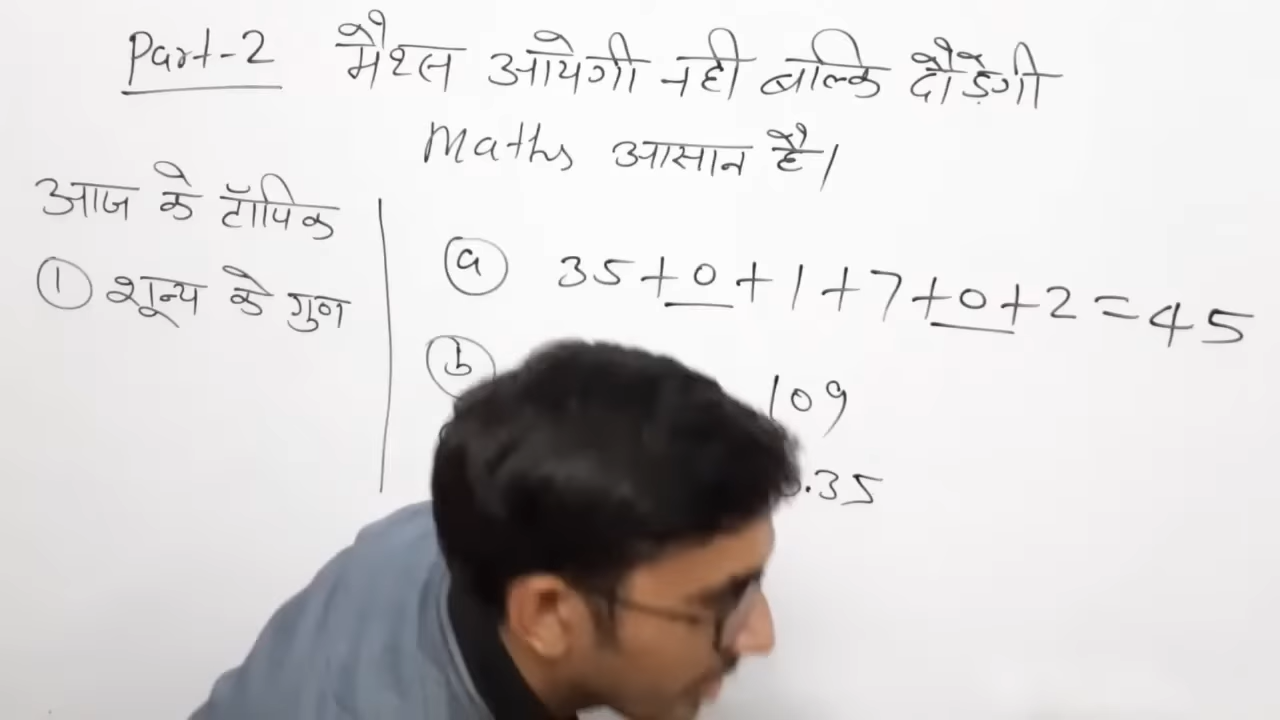 Part-2 मैथ्स आयेगी नही बल्कि दौड़ेगी
Maths आसान है।
आज के टॉपिक
① शून्य के गुण
ⓐ 35+0+1+7+0+2=45
ⓑ 109
.35